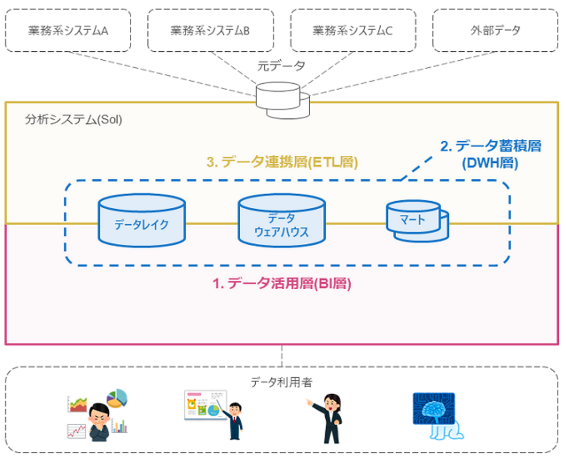 業務系システムA
業務系システムB
業務系システムC
外部データ
元データ
分析システム(Sol)
2. データ蓄積層
(DWH層)
3. データ連携層(ETL層)
データレイク
データ
ウェアハウス
マート
1. データ活用層(BI層)
データ利用者